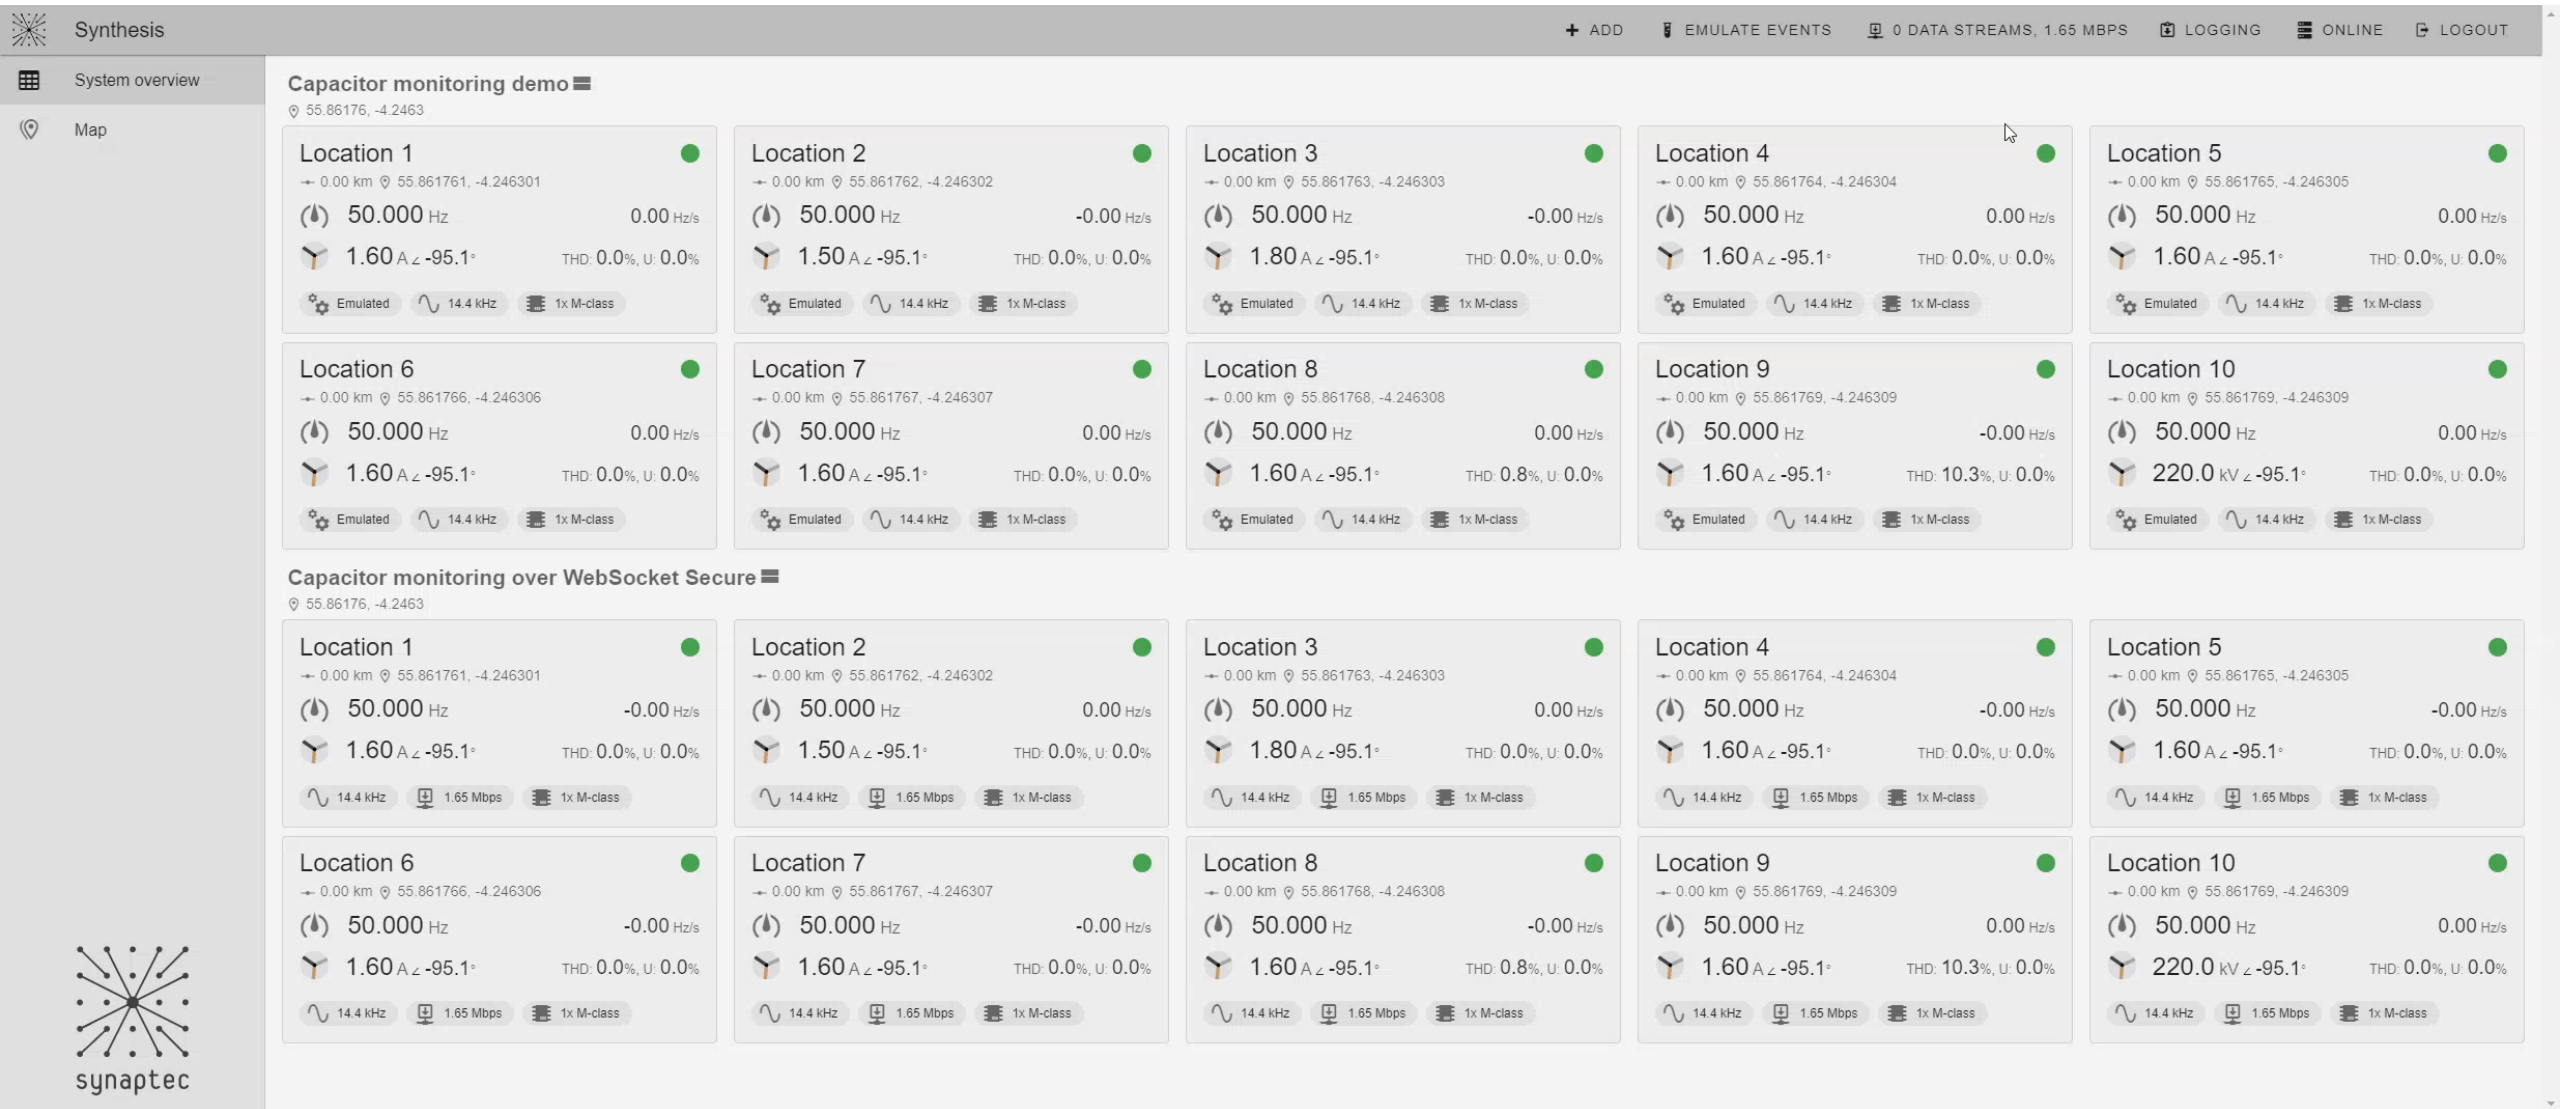 Synthesis
ADD EMULATE EVENTS 0 DATA STREAMS, 1.65 MBPS LOGGING ONLINE LOGOUT
System overview
Map
Capacitor monitoring demo
55.86176, -4.2463
Location 1
0.00 km 55.861761, -4.246301
50.000 Hz 0.00 Hz/s
1.60 A ∠ -95.1° THD: 0.0%, U: 0.0%
Emulated 14.4 kHz 1x M-class
Location 2
0.00 km 55.861762, -4.246302
50.000 Hz -0.00 Hz/s
1.50 A ∠ -95.1° THD: 0.0%, U: 0.0%
Emulated 14.4 kHz 1x M-class
Location 3
0.00 km 55.861763, -4.246303
50.000 Hz -0.00 Hz/s
1.80 A ∠ -95.1° THD: 0.0%, U: 0.0%
Emulated 14.4 kHz 1x M-class
Location 4
0.00 km 55.861764, -4.246304
50.000 Hz 0.00 Hz/s
1.60 A ∠ -95.1° THD: 0.0%, U: 0.0%
Emulated 14.4 kHz 1x M-class
Location 5
0.00 km 55.861765, -4.246305
50.000 Hz 0.00 Hz/s
1.60 A ∠ -95.1° THD: 0.0%, U: 0.0%
Emulated 14.4 kHz 1x M-class
Location 6
0.00 km 55.861766, -4.246306
50.000 Hz 0.00 Hz/s
1.60 A ∠ -95.1° THD: 0.0%, U: 0.0%
Emulated 14.4 kHz 1x M-class
Location 7
0.00 km 55.861767, -4.246307
50.000 Hz 0.00 Hz/s
1.60 A ∠ -95.1° THD: 0.0%, U: 0.0%
Emulated 14.4 kHz 1x M-class
Location 8
0.00 km 55.861768, -4.246308
50.000 Hz 0.00 Hz/s
1.60 A ∠ -95.1° THD: 0.8%, U: 0.0%
Emulated 14.4 kHz 1x M-class
Location 9
0.00 km 55.861769, -4.246309
50.000 Hz -0.00 Hz/s
1.60 A ∠ -95.1° THD: 10.3%, U: 0.0%
Emulated 14.4 kHz 1x M-class
Location 10
0.00 km 55.861769, -4.246309
50.000 Hz 0.00 Hz/s
220.0 kV ∠ -95.1° THD: 0.0%, U: 0.0%
Emulated 14.4 kHz 1x M-class
Capacitor monitoring over WebSocket Secure
55.86176, -4.2463
Location 1
0.00 km 55.861761, -4.246301
50.000 Hz -0.00 Hz/s
1.60 A ∠ -95.1° THD: 0.0%, U: 0.0%
14.4 kHz 1.65 Mbps 1x M-class
Location 2
0.00 km 55.861762, -4.246302
50.000 Hz 0.00 Hz/s
1.50 A ∠ -95.1° THD: 0.0%, U: 0.0%
14.4 kHz 1.65 Mbps 1x M-class
Location 3
0.00 km 55.861763, -4.246303
50.000 Hz 0.00 Hz/s
1.80 A ∠ -95.1° THD: 0.0%, U: 0.0%
14.4 kHz 1.65 Mbps 1x M-class
Location 4
0.00 km 55.861764, -4.246304
50.000 Hz -0.00 Hz/s
1.60 A ∠ -95.1° THD: 0.0%, U: 0.0%
14.4 kHz 1.65 Mbps 1x M-class
Location 5
0.00 km 55.861765, -4.246305
50.000 Hz -0.00 Hz/s
1.60 A ∠ -95.1° THD: 0.0%, U: 0.0%
14.4 kHz 1.65 Mbps 1x M-class
Location 6
0.00 km 55.861766, -4.246306
50.000 Hz -0.00 Hz/s
1.60 A ∠ -95.1° THD: 0.0%, U: 0.0%
14.4 kHz 1.65 Mbps 1x M-class
Location 7
0.00 km 55.861767, -4.246307
50.000 Hz -0.00 Hz/s
1.60 A ∠ -95.1° THD: 0.0%, U: 0.0%
14.4 kHz 1.65 Mbps 1x M-class
Location 8
0.00 km 55.861768, -4.246308
50.000 Hz -0.00 Hz/s
1.60 A ∠ -95.1° THD: 0.8%, U: 0.0%
14.4 kHz 1.65 Mbps 1x M-class
Location 9
0.00 km 55.861769, -4.246309
50.000 Hz 0.00 Hz/s
1.60 A ∠ -95.1° THD: 10.3%, U: 0.0%
14.4 kHz 1.65 Mbps 1x M-class
Location 10
0.00 km 55.861769, -4.246309
50.000 Hz 0.00 Hz/s
220.0 kV ∠ -95.1° THD: 0.0%, U: 0.0%
14.4 kHz 1.65 Mbps 1x M-class
synaptec